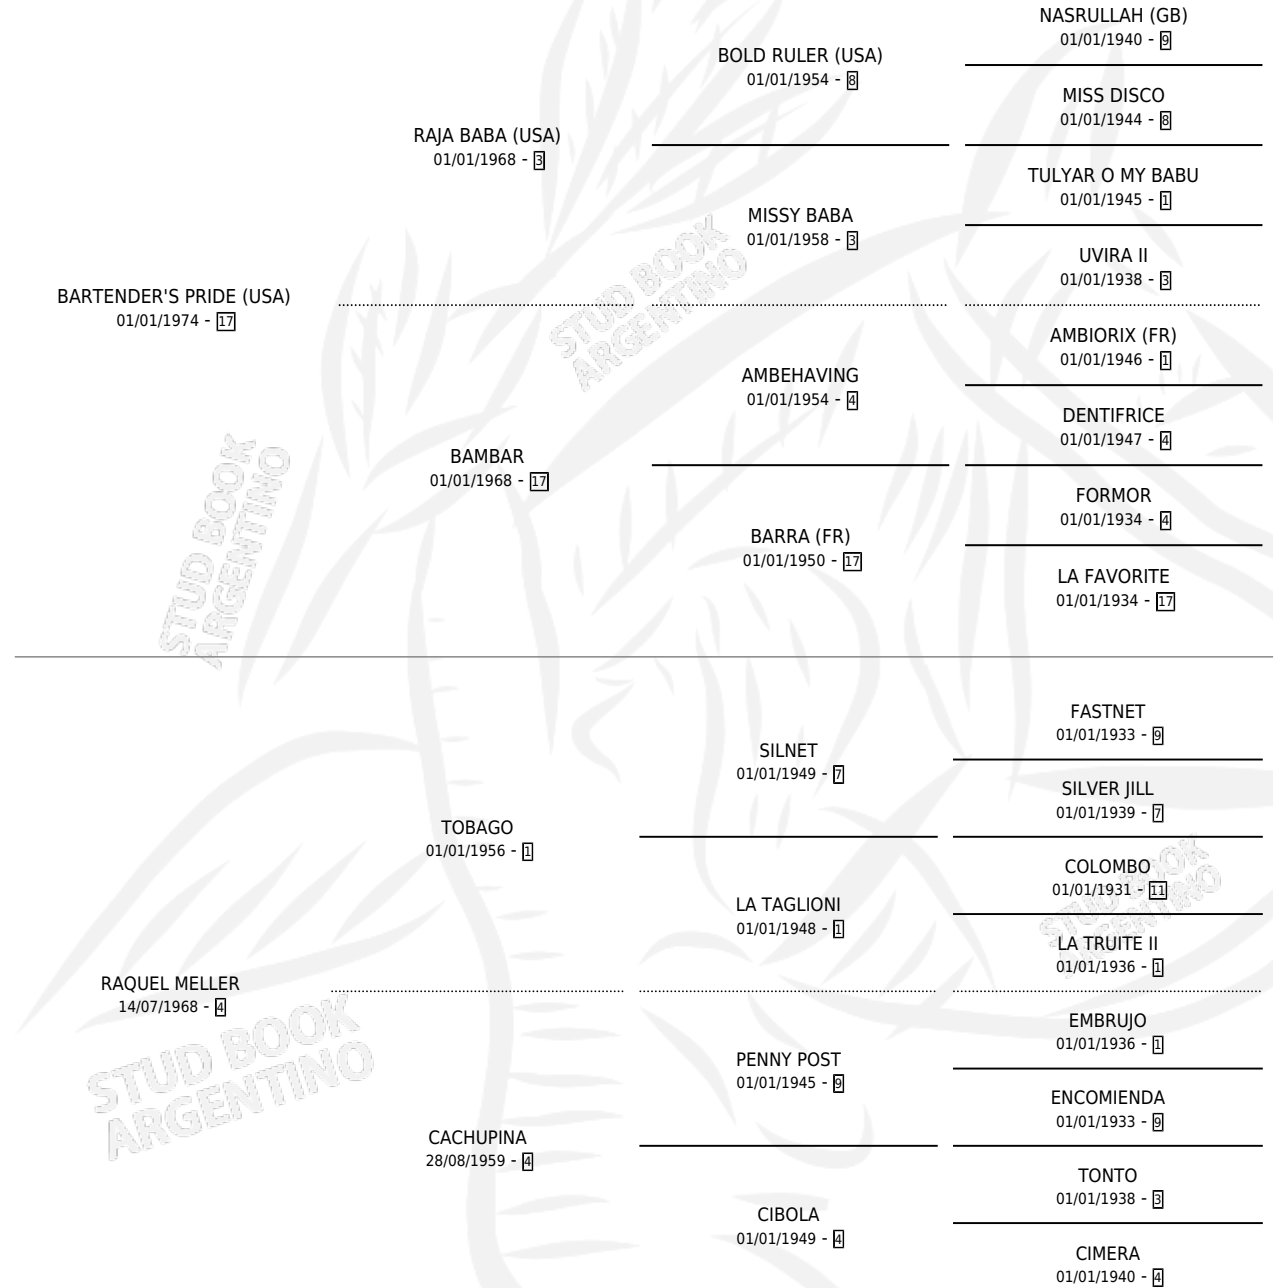 NASRULLAH (GB)
01/01/1940 - 9
BOLD RULER (USA)
01/01/1954 - 8
MISS DISCO
01/01/1944 - 8
RAJA BABA (USA)
01/01/1968 - 3
TULYAR O MY BABU
01/01/1945 - 1
MISSY BABA
01/01/1958 - 3
UVIRA II
01/01/1938 - 3
BARTENDER'S PRIDE (USA)
01/01/1974 - 17
AMBIORIX (FR)
01/01/1946 - 1
AMBEHAVING
01/01/1954 - 4
DENTIFRICE
01/01/1947 - 4
BAMBAR
01/01/1968 - 17
FORMOR
01/01/1934 - 4
BARRA (FR)
01/01/1950 - 17
LA FAVORITE
01/01/1934 - 17
FASTNET
01/01/1933 - 9
SILNET
01/01/1949 - 7
SILVER JILL
01/01/1939 - 7
TOBAGO
01/01/1956 - 1
COLOMBO
01/01/1931 - 11
LA TAGLIONI
01/01/1948 - 1
LA TRUITE II
01/01/1936 - 1
RAQUEL MELLER
14/07/1968 - 4
EMBRUJO
01/01/1936 - 1
PENNY POST
01/01/1945 - 9
ENCOMIENDA
01/01/1933 - 9
CACHUPINA
28/08/1959 - 4
TONTO
01/01/1938 - 3
CIBOLA
01/01/1949 - 4
CIMERA
01/01/1940 - 4
STUD BOOK
ARGENTINO
STUD BOOK
ARGENTINO
STUD BOOK
ARGENTINO
STUD BOOK
ARGENTINO